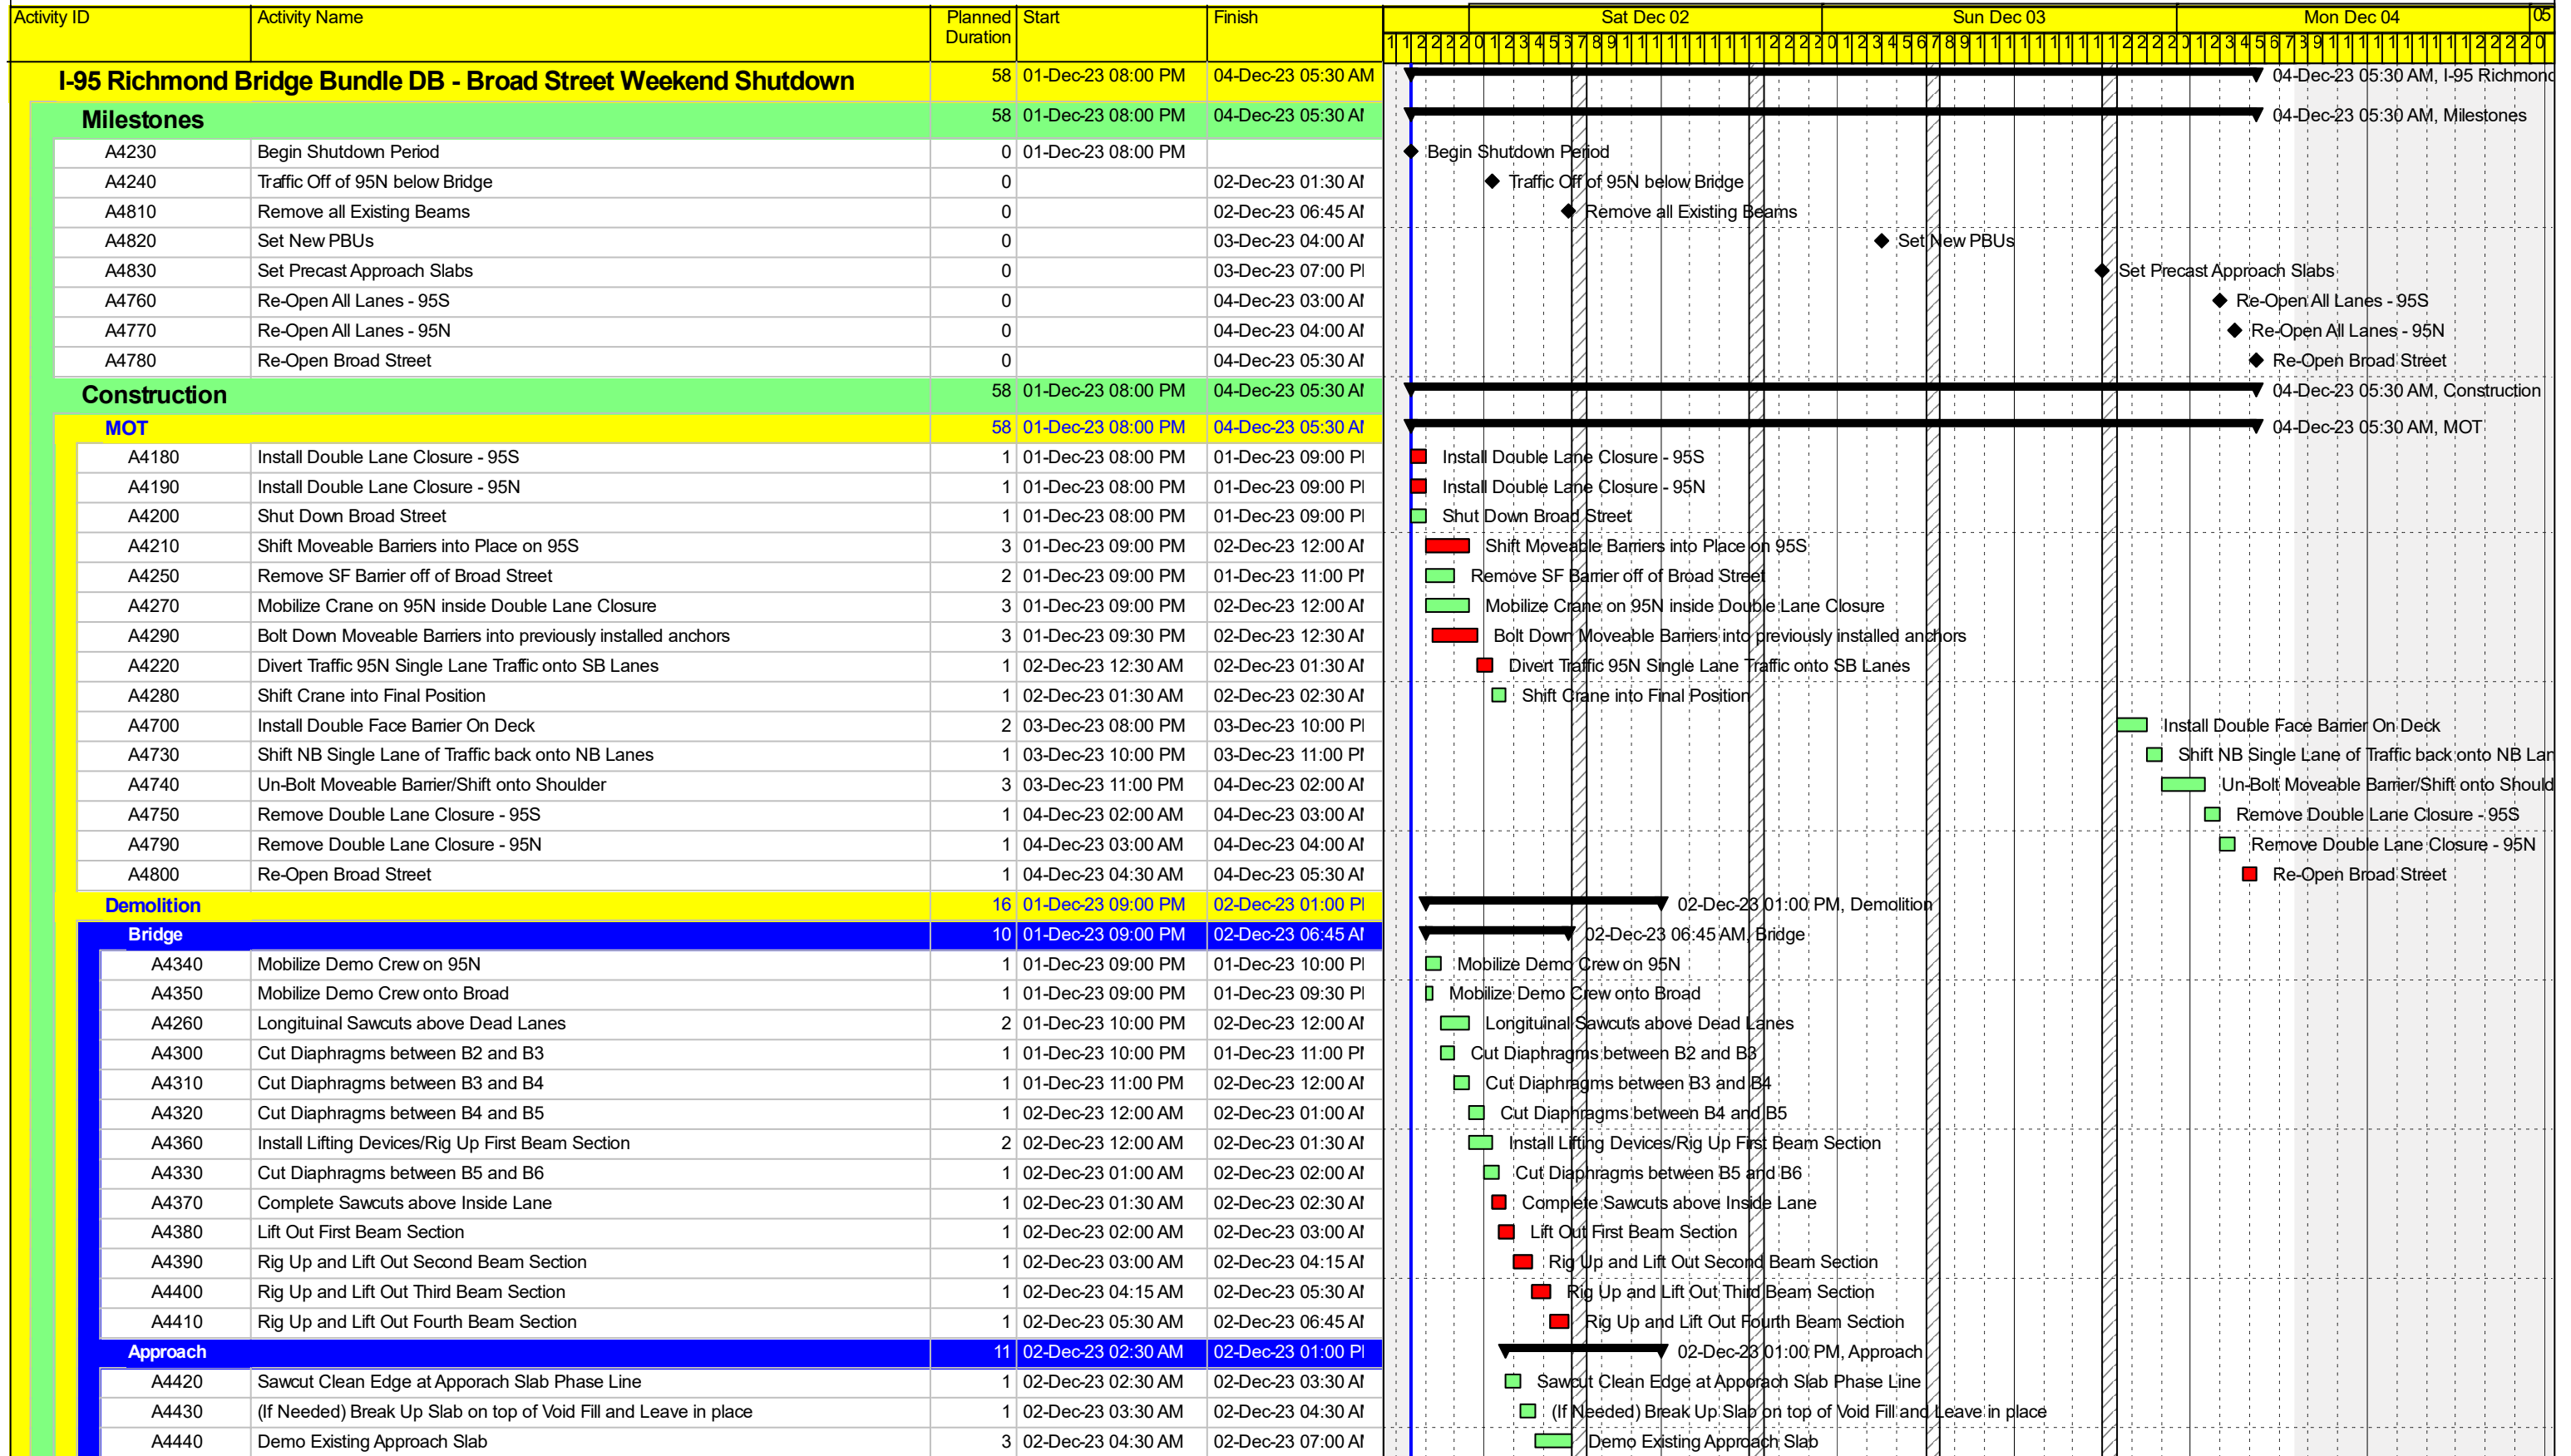 Activity ID Activity Name Planned Duration Start Finish Sat Dec 02 Sun Dec 03 Mon Dec 04 05
I-95 Richmond Bridge Bundle DB - Broad Street Weekend Shutdown 58 01-Dec-23 08:00 PM 04-Dec-23 05:30 AM 04-Dec-23 05:30 AM, I-95 Richmond
Milestones 58 01-Dec-23 08:00 PM 04-Dec-23 05:30 AM 04-Dec-23 05:30 AM, Milestones
A4230 Begin Shutdown Period 0 01-Dec-23 08:00 PM Begin Shutdown Period
A4240 Traffic Off of 95N below Bridge 0 02-Dec-23 01:30 AM Traffic Off of 95N below Bridge
A4810 Remove all Existing Beams 0 02-Dec-23 06:45 AM Remove all Existing Beams
A4820 Set New PBUs 0 03-Dec-23 04:00 AM Set New PBUs
A4830 Set Precast Approach Slabs 0 03-Dec-23 07:00 PM Set Precast Approach Slabs
A4760 Re-Open All Lanes - 95S 0 04-Dec-23 03:00 AM Re-Open All Lanes - 95S
A4770 Re-Open All Lanes - 95N 0 04-Dec-23 04:00 AM Re-Open All Lanes - 95N
A4780 Re-Open Broad Street 0 04-Dec-23 05:30 AM Re-Open Broad Street
Construction 58 01-Dec-23 08:00 PM 04-Dec-23 05:30 AM 04-Dec-23 05:30 AM, Construction
MOT 58 01-Dec-23 08:00 PM 04-Dec-23 05:30 AM 04-Dec-23 05:30 AM, MOT
A4180 Install Double Lane Closure - 95S 1 01-Dec-23 08:00 PM 01-Dec-23 09:00 PM Install Double Lane Closure - 95S
A4190 Install Double Lane Closure - 95N 1 01-Dec-23 08:00 PM 01-Dec-23 09:00 PM Install Double Lane Closure - 95N
A4200 Shut Down Broad Street 1 01-Dec-23 08:00 PM 01-Dec-23 09:00 PM Shut Down Broad Street
A4210 Shift Moveable Barriers into Place on 95S 3 01-Dec-23 09:00 PM 02-Dec-23 12:00 AM Shift Moveable Barriers into Place on 95S
A4250 Remove SF Barrier off of Broad Street 2 01-Dec-23 09:00 PM 01-Dec-23 11:00 PM Remove SF Barrier off of Broad Street
A4270 Mobilize Crane on 95N inside Double Lane Closure 3 01-Dec-23 09:00 PM 02-Dec-23 12:00 AM Mobilize Crane on 95N inside Double Lane Closure
A4290 Bolt Down Moveable Barriers into previously installed anchors 3 01-Dec-23 09:30 PM 02-Dec-23 12:30 AM Bolt Down Moveable Barriers into previously installed anchors
A4220 Divert Traffic 95N Single Lane Traffic onto SB Lanes 1 02-Dec-23 12:30 AM 02-Dec-23 01:30 AM Divert Traffic 95N Single Lane Traffic onto SB Lanes
A4280 Shift Crane into Final Position 1 02-Dec-23 01:30 AM 02-Dec-23 02:30 AM Shift Crane into Final Position
A4700 Install Double Face Barrier On Deck 2 03-Dec-23 08:00 PM 03-Dec-23 10:00 PM Install Double Face Barrier On Deck
A4730 Shift NB Single Lane of Traffic back onto NB Lanes 1 03-Dec-23 10:00 PM 03-Dec-23 11:00 PM Shift NB Single Lane of Traffic back onto NB Lan
A4740 Un-Bolt Moveable Barrier/Shift onto Shoulder 3 03-Dec-23 11:00 PM 04-Dec-23 02:00 AM Un-Bolt Moveable Barrier/Shift onto Should
A4750 Remove Double Lane Closure - 95S 1 04-Dec-23 02:00 AM 04-Dec-23 03:00 AM Remove Double Lane Closure - 95S
A4790 Remove Double Lane Closure - 95N 1 04-Dec-23 03:00 AM 04-Dec-23 04:00 AM Remove Double Lane Closure - 95N
A4800 Re-Open Broad Street 1 04-Dec-23 04:30 AM 04-Dec-23 05:30 AM Re-Open Broad Street
Demolition 16 01-Dec-23 09:00 PM 02-Dec-23 01:00 PM 02-Dec-23 01:00 PM, Demolition
Bridge 10 01-Dec-23 09:00 PM 02-Dec-23 06:45 AM 02-Dec-23 06:45 AM, Bridge
A4340 Mobilize Demo Crew on 95N 1 01-Dec-23 09:00 PM 01-Dec-23 10:00 PM Mobilize Demo Crew on 95N
A4350 Mobilize Demo Crew onto Broad 1 01-Dec-23 09:00 PM 01-Dec-23 09:30 PM Mobilize Demo Crew onto Broad
A4260 Longituinal Sawcuts above Dead Lanes 2 01-Dec-23 10:00 PM 02-Dec-23 12:00 AM Longituinal Sawcuts above Dead Lanes
A4300 Cut Diaphragms between B2 and B3 1 01-Dec-23 10:00 PM 01-Dec-23 11:00 PM Cut Diaphragms between B2 and B3
A4310 Cut Diaphragms between B3 and B4 1 01-Dec-23 11:00 PM 02-Dec-23 12:00 AM Cut Diaphragms between B3 and B4
A4320 Cut Diaphragms between B4 and B5 1 02-Dec-23 12:00 AM 02-Dec-23 01:00 AM Cut Diaphragms between B4 and B5
A4360 Install Lifting Devices/Rig Up First Beam Section 2 02-Dec-23 12:00 AM 02-Dec-23 01:30 AM Install Lifting Devices/Rig Up First Beam Section
A4330 Cut Diaphragms between B5 and B6 1 02-Dec-23 01:00 AM 02-Dec-23 02:00 AM Cut Diaphragms between B5 and B6
A4370 Complete Sawcuts above Inside Lane 1 02-Dec-23 01:30 AM 02-Dec-23 02:30 AM Complete Sawcuts above Inside Lane
A4380 Lift Out First Beam Section 1 02-Dec-23 02:00 AM 02-Dec-23 03:00 AM Lift Out First Beam Section
A4390 Rig Up and Lift Out Second Beam Section 1 02-Dec-23 03:00 AM 02-Dec-23 04:15 AM Rig Up and Lift Out Second Beam Section
A4400 Rig Up and Lift Out Third Beam Section 1 02-Dec-23 04:15 AM 02-Dec-23 05:30 AM Rig Up and Lift Out Third Beam Section
A4410 Rig Up and Lift Out Fourth Beam Section 1 02-Dec-23 05:30 AM 02-Dec-23 06:45 AM Rig Up and Lift Out Fourth Beam Section
Approach 11 02-Dec-23 02:30 AM 02-Dec-23 01:00 PM 02-Dec-23 01:00 PM, Approach
A4420 Sawcut Clean Edge at Apporach Slab Phase Line 1 02-Dec-23 02:30 AM 02-Dec-23 03:30 AM Sawcut Clean Edge at Apporach Slab Phase Line
A4430 (If Needed) Break Up Slab on top of Void Fill and Leave in place 1 02-Dec-23 03:30 AM 02-Dec-23 04:30 AM (If Needed) Break Up Slab on top of Void Fill and Leave in place
A4440 Demo Existing Approach Slab 3 02-Dec-23 04:30 AM 02-Dec-23 07:00 AM Demo Existing Approach Slab